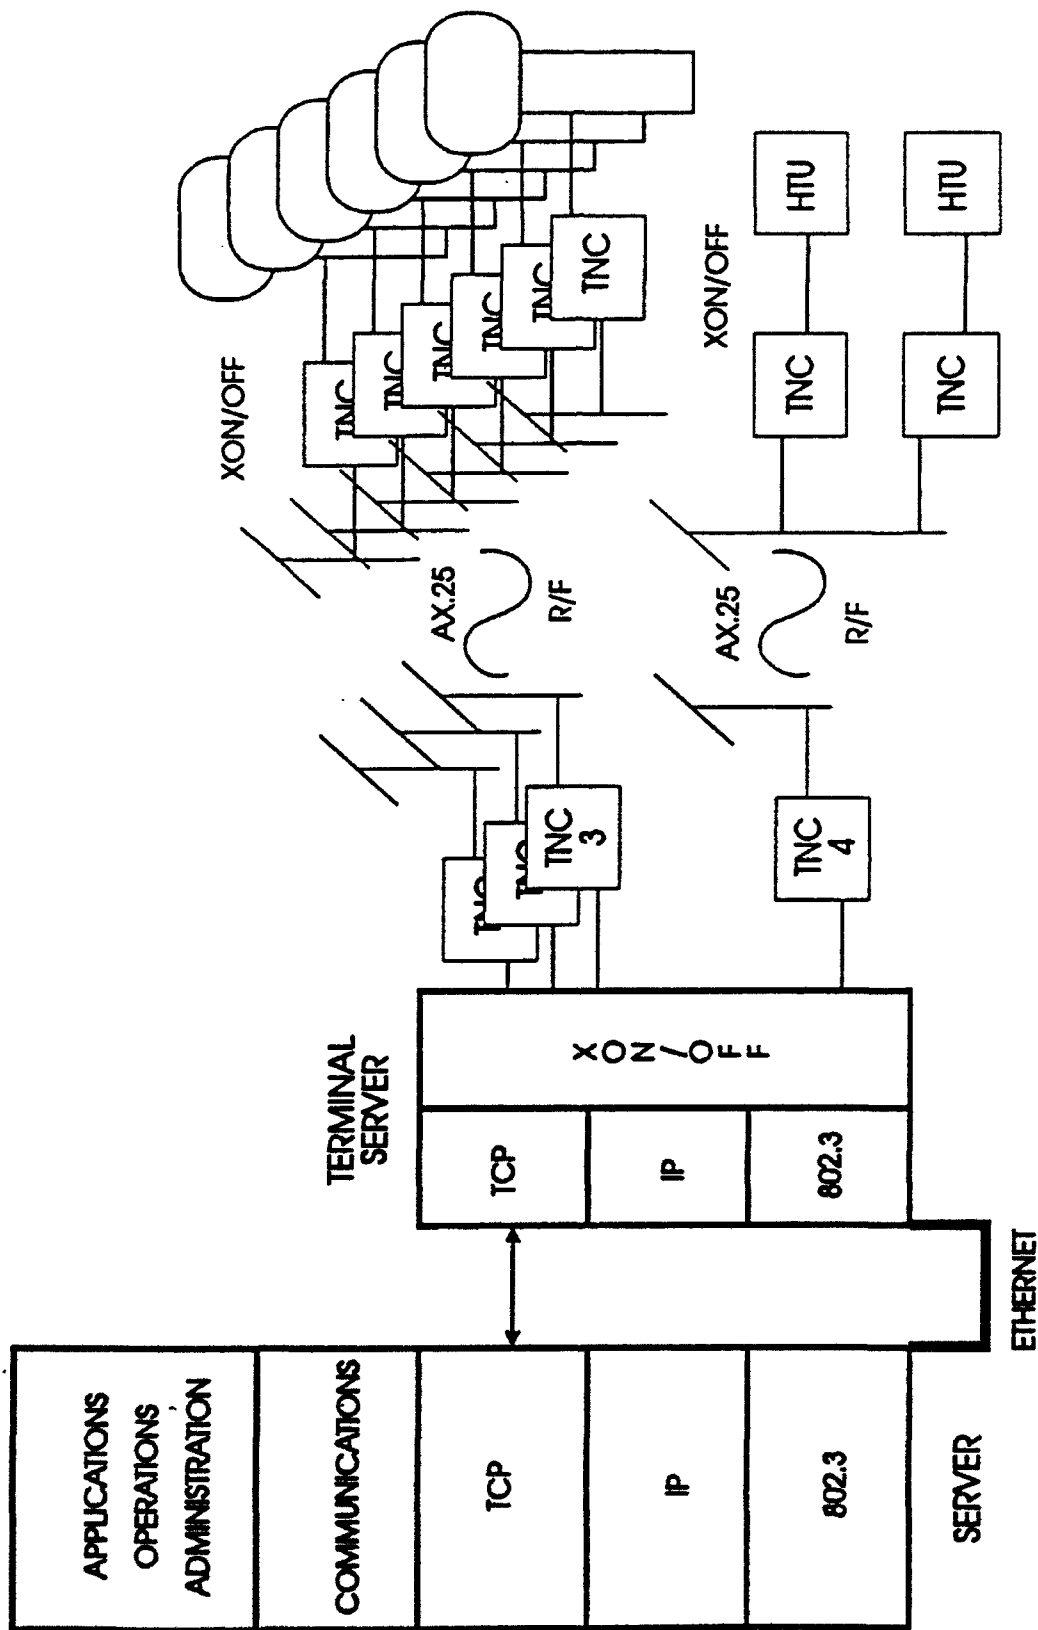 APPLICATIONS
OPERATIONS
ADMINISTRATION
COMMUNICATIONS
TCP
IP
802.3
SERVER
ETHERNET
TERMINAL
SERVER
TCP
IP
802.3
X
O
N
/
O
F
F
TNC
3
TNC
4
AX.25
R/F
AX.25
R/F
XON/OFF
TNC
TNC
TNC
TNC
TNC
TNC
XON/OFF
TNC
HTU
TNC
HTU